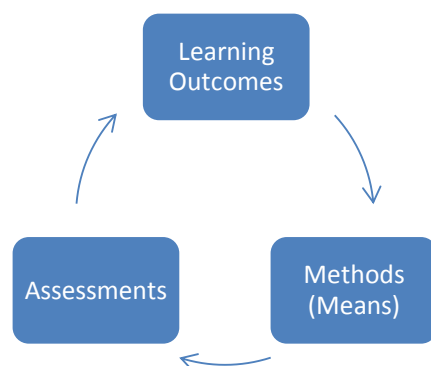 Learning
Outcomes
Assessments
Methods
(Means)